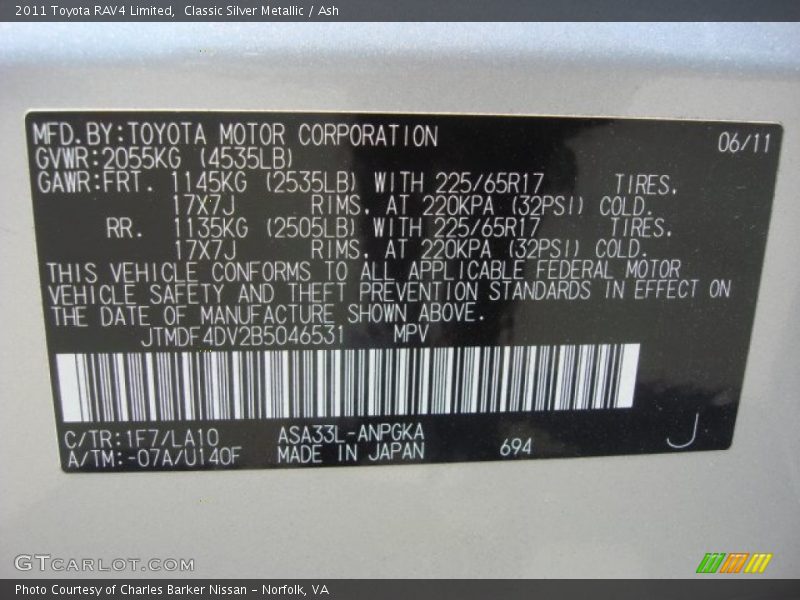 2011 Toyota RAV4 Limited,  Classic Silver Metallic / Ash
MFD.BY:TOYOTA MOTOR CORPORATION 06/11
GVWR:2055KG (4535LB)
GAWR:FRT. 1145KG (2535LB) WITH 225/65R17 TIRES.
17X7J RIMS. AT 220KPA (32PSI) COLD.
RR. 1135KG (2505LB) WITH 225/65R17 TIRES.
17X7J RIMS. AT 220KPA (32PSI) COLD.
THIS VEHICLE CONFORMS TO ALL APPLICABLE FEDERAL MOTOR
VEHICLE SAFETY AND THEFT PREVENTION STANDARDS IN EFFECT ON
THE DATE OF MANUFACTURE SHOWN ABOVE.
JTMDF4DV2B5046531 MPV
C/TR:1F7/LA10 ASA33L-ANPGKA
A/TM:-07A/U140F MADE IN JAPAN 694 J
GTCARLOT.COM
Photo Courtesy of Charles Barker Nissan - Norfolk, VA